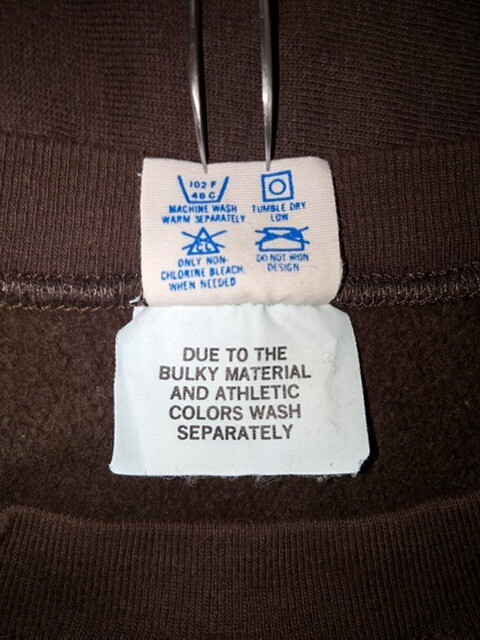 102 F
40 C
MACHINE WASH
WARM SEPARATELY
TUMBLE DRY
LOW
CL
ONLY NON-
CHLORINE BLEACH
WHEN NEEDED
DO NOT IRON
DESIGN
DUE TO THE
BULKY MATERIAL
AND ATHLETIC
COLORS WASH
SEPARATELY